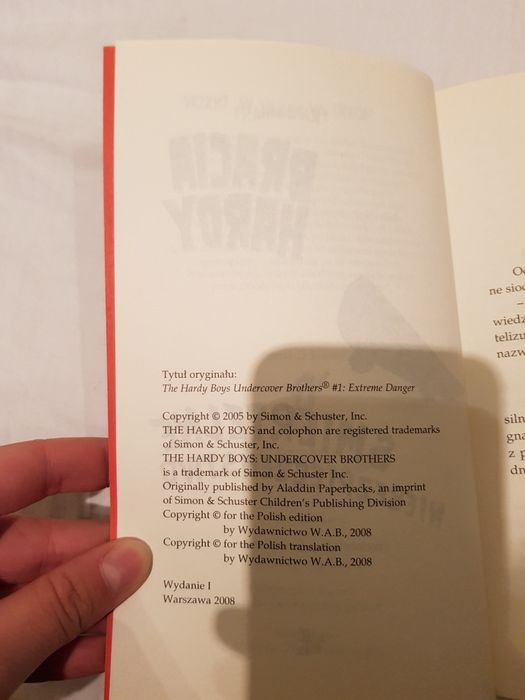 Tytuł oryginału:
The Hardy Boys Undercover Brothers® #1: Extreme Danger
Copyright © 2005 by Simon & Schuster, Inc.
THE HARDY BOYS and colophon are registered trademarks
of Simon & Schuster, Inc.
THE HARDY BOYS: UNDERCOVER BROTHERS
is a trademark of Simon & Schuster Inc.
Originally published by Aladdin Paperbacks, an imprint
of Simon & Schuster Children's Publishing Division
Copyright © for the Polish edition
by Wydawnictwo W.A.B., 2008
Copyright © for the Polish translation
by Wydawnictwo W.A.B., 2008
Wydanie I
Warszawa 2008
BRACIA
HARDY